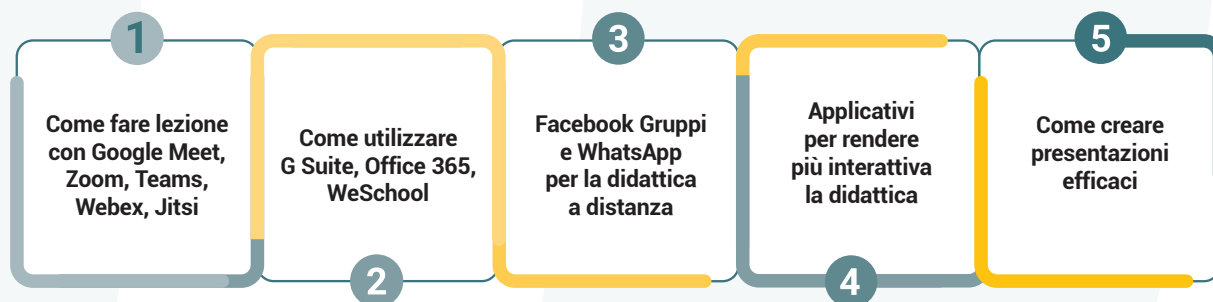 1
Come fare lezione
con Google Meet,
Zoom, Teams,
Webex, Jitsi
Come utilizzare
G Suite, Office 365,
WeSchool
2
3
Facebook Gruppi
e WhatsApp
per la didattica
a distanza
Applicativi
per rendere
più interattiva
la didattica
4
5
Come creare
presentazioni
efficaci